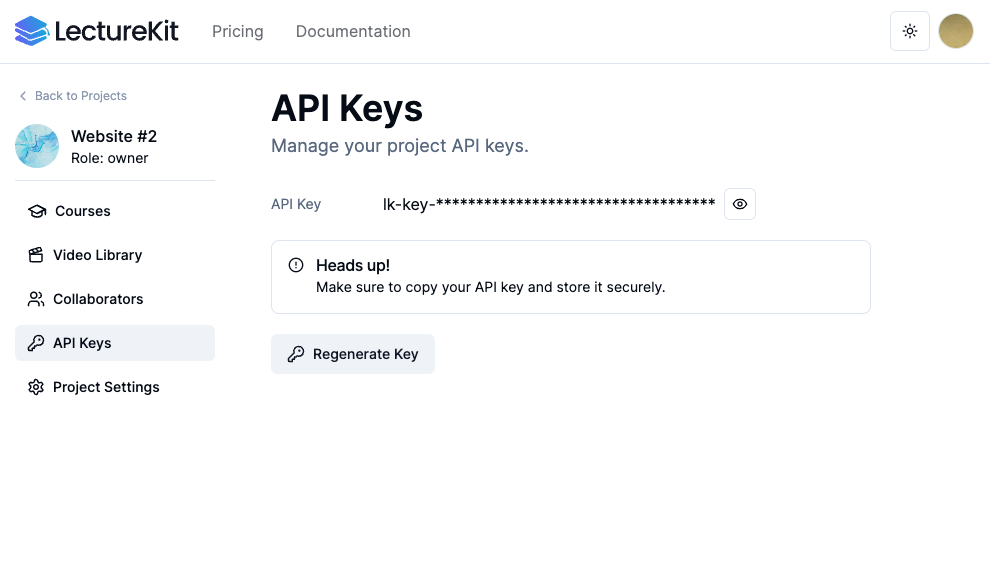 LectureKit
Pricing
Documentation
Back to Projects
Website #2
Role: owner
Courses
Video Library
Collaborators
API Keys
Project Settings
API Keys
Manage your project API keys.
API Key
lk-key-***********************************
Heads up!
Make sure to copy your API key and store it securely.
Regenerate Key